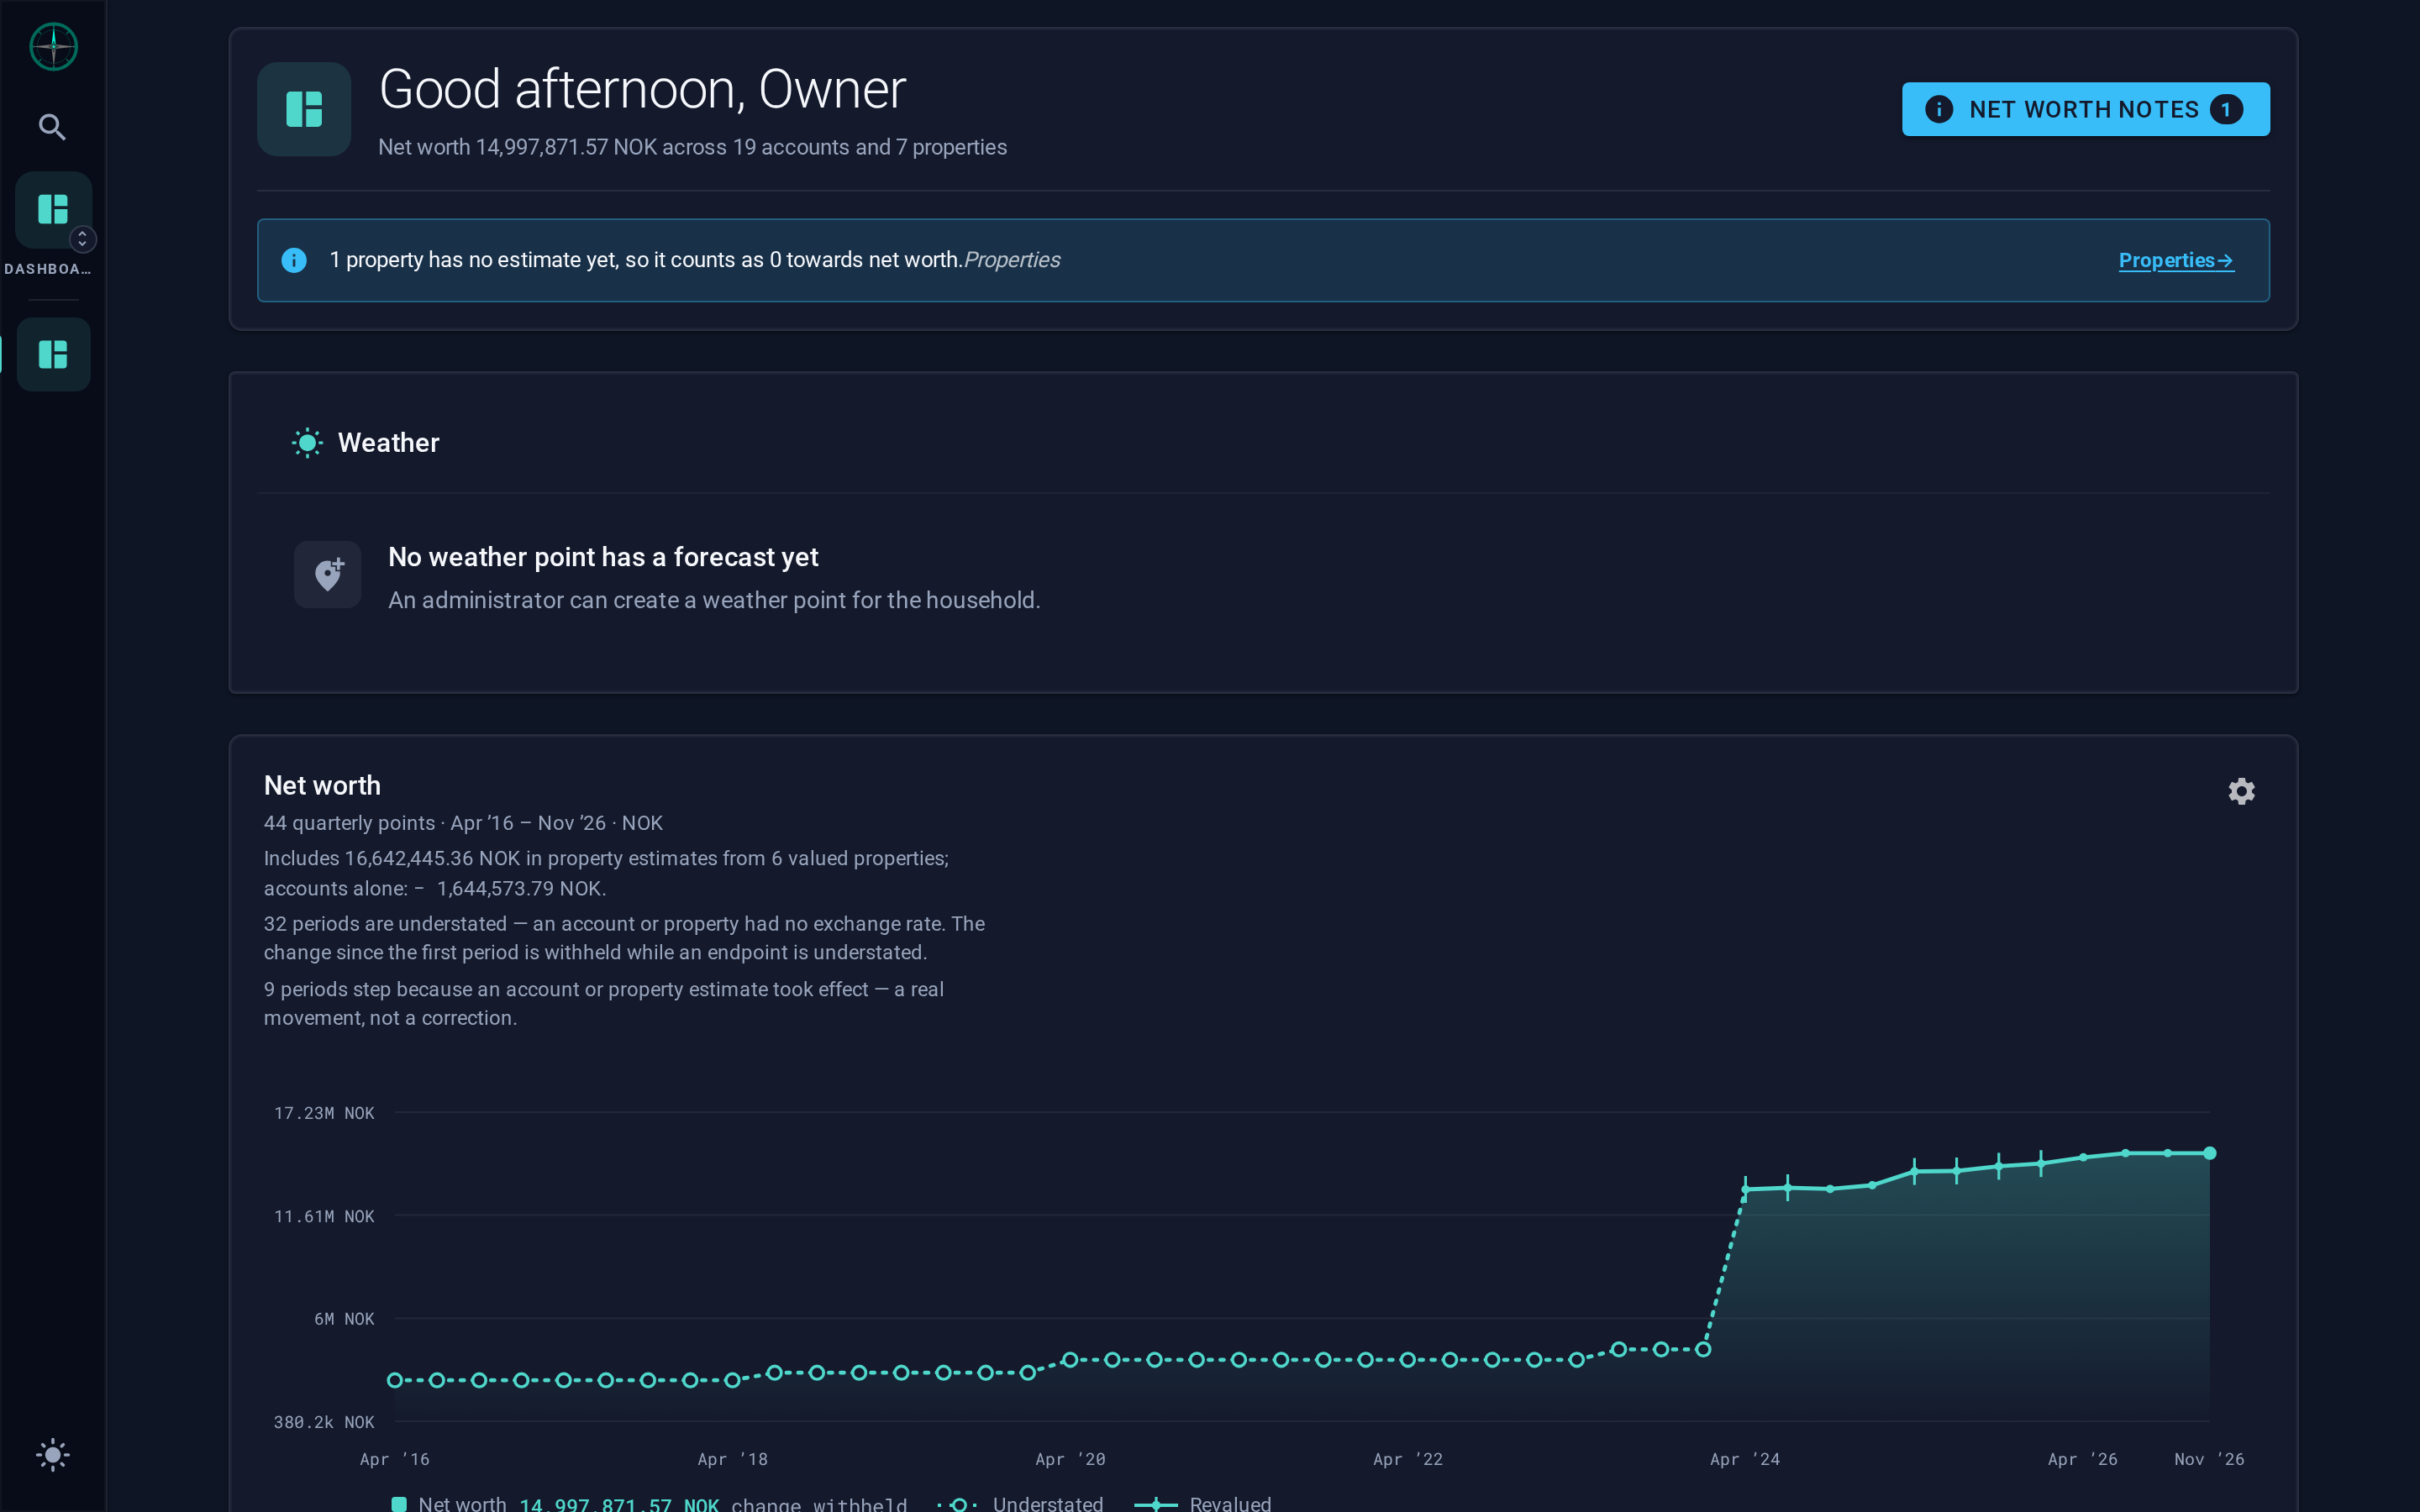 Good afternoon, Owner
Net worth 14,997,871.57 NOK across 19 accounts and 7 properties
NET WORTH NOTES 1
DASHBOA…
1 property has no estimate yet, so it counts as 0 towards net worth.Properties
Properties→
Weather
No weather point has a forecast yet
An administrator can create a weather point for the household.
Net worth
44 quarterly points · Apr ’16 – Nov ’26 · NOK
Includes 16,642,445.36 NOK in property estimates from 6 valued properties;
accounts alone: − 1,644,573.79 NOK.
32 periods are understated — an account or property had no exchange rate. The
change since the first period is withheld while an endpoint is understated.
9 periods step because an account or property estimate took effect — a real
movement, not a correction.
17.23M NOK
11.61M NOK
6M NOK
380.2k NOK
Apr ’16 Apr ’18 Apr ’20 Apr ’22 Apr ’24 Apr ’26 Nov ’26
Net worth 14,997,871.57 NOK change withheld Understated Revalued